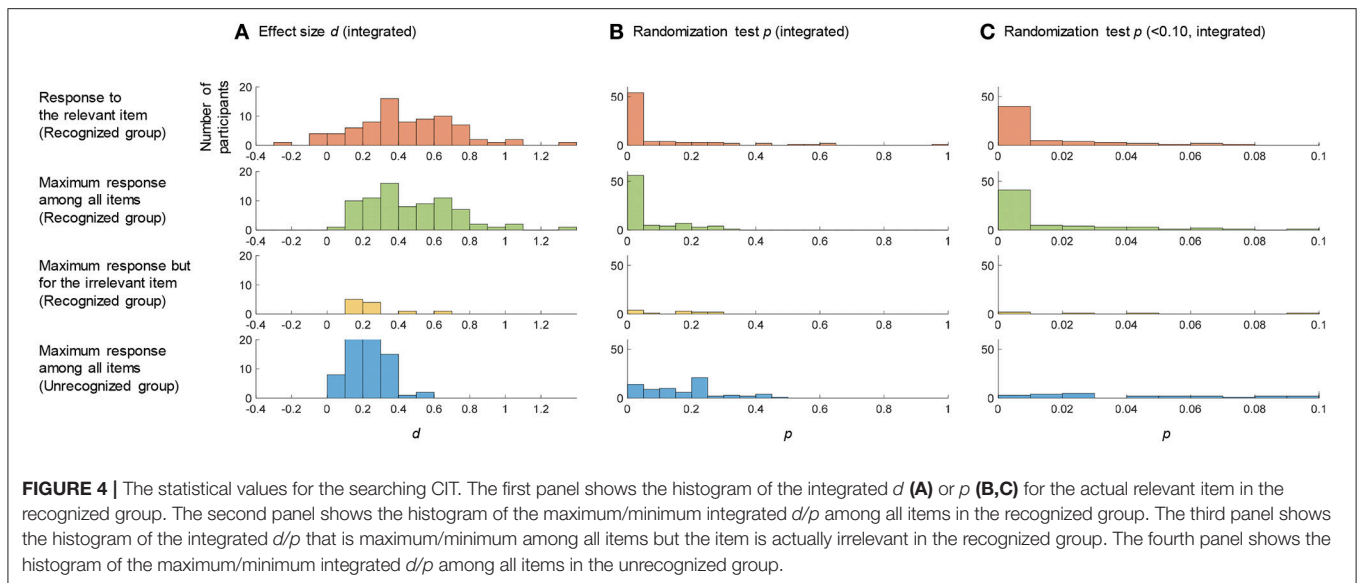 A Effect size d (integrated)
B Randomization test p (integrated)
C Randomization test p (<0.10, integrated)
Response to
the relevant item
(Recognized group)
Number of
participants
20
10
0
-0.4 -0.2 0 0.2 0.4 0.6 0.8 1 1.2
50
0
0 0.2 0.4 0.6 0.8 1
50
0
0 0.02 0.04 0.06 0.08 0.1
Maximum response
among all items
(Recognized group)
20
10
0
-0.4 -0.2 0 0.2 0.4 0.6 0.8 1 1.2
50
0
0 0.2 0.4 0.6 0.8 1
50
0
0 0.02 0.04 0.06 0.08 0.1
Maximum response but
for the irrelevant item
(Recognized group)
20
10
0
-0.4 -0.2 0 0.2 0.4 0.6 0.8 1 1.2
50
0
0 0.2 0.4 0.6 0.8 1
50
0
0 0.02 0.04 0.06 0.08 0.1
Maximum response
among all items
(Unrecognized group)
20
10
0
-0.4 -0.2 0 0.2 0.4 0.6 0.8 1 1.2
50
0
0 0.2 0.4 0.6 0.8 1
50
0
0 0.02 0.04 0.06 0.08 0.1
d
p
p
FIGURE 4 | The statistical values for the searching CIT. The first panel shows the histogram of the integrated d (A) or p (B,C) for the actual relevant item in the
recognized group. The second panel shows the histogram of the maximum/minimum integrated d/p among all items in the recognized group. The third panel shows
the histogram of the integrated d/p that is maximum/minimum among all items but the item is actually irrelevant in the recognized group. The fourth panel shows the
histogram of the maximum/minimum integrated d/p among all items in the unrecognized group.